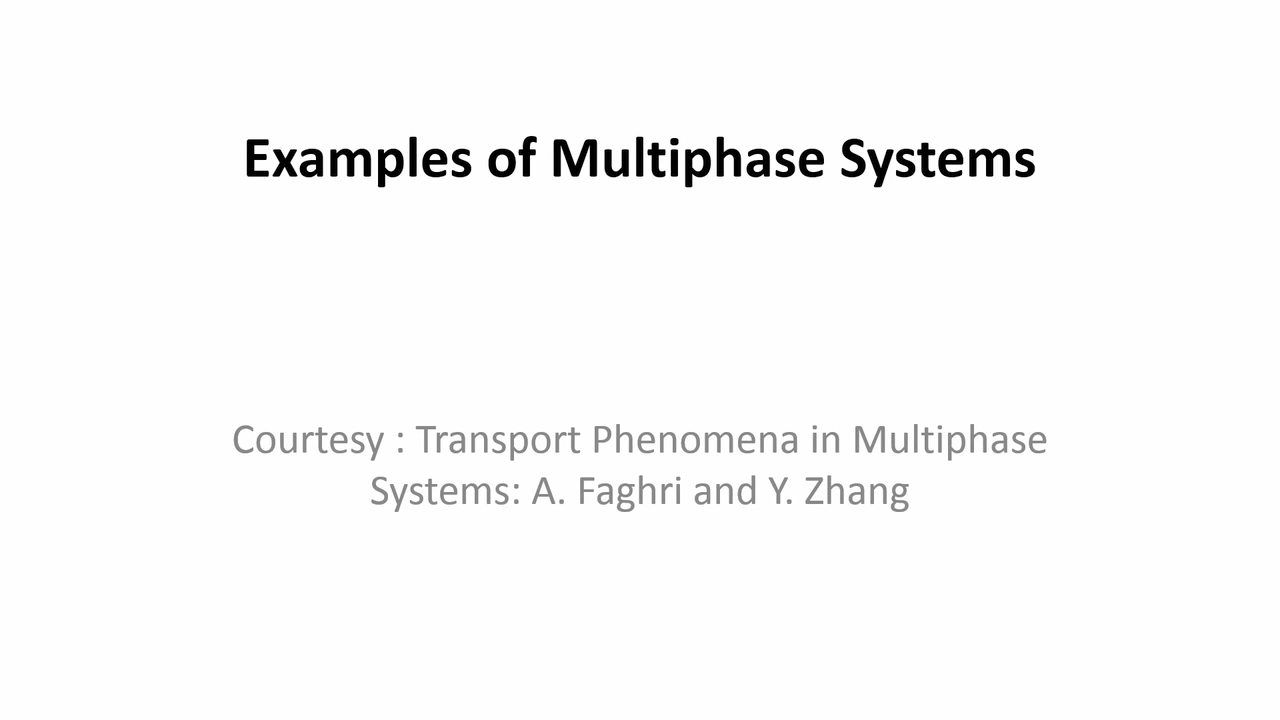 Examples of Multiphase Systems
Courtesy : Transport Phenomena in Multiphase
Systems: A. Faghri and Y. Zhang